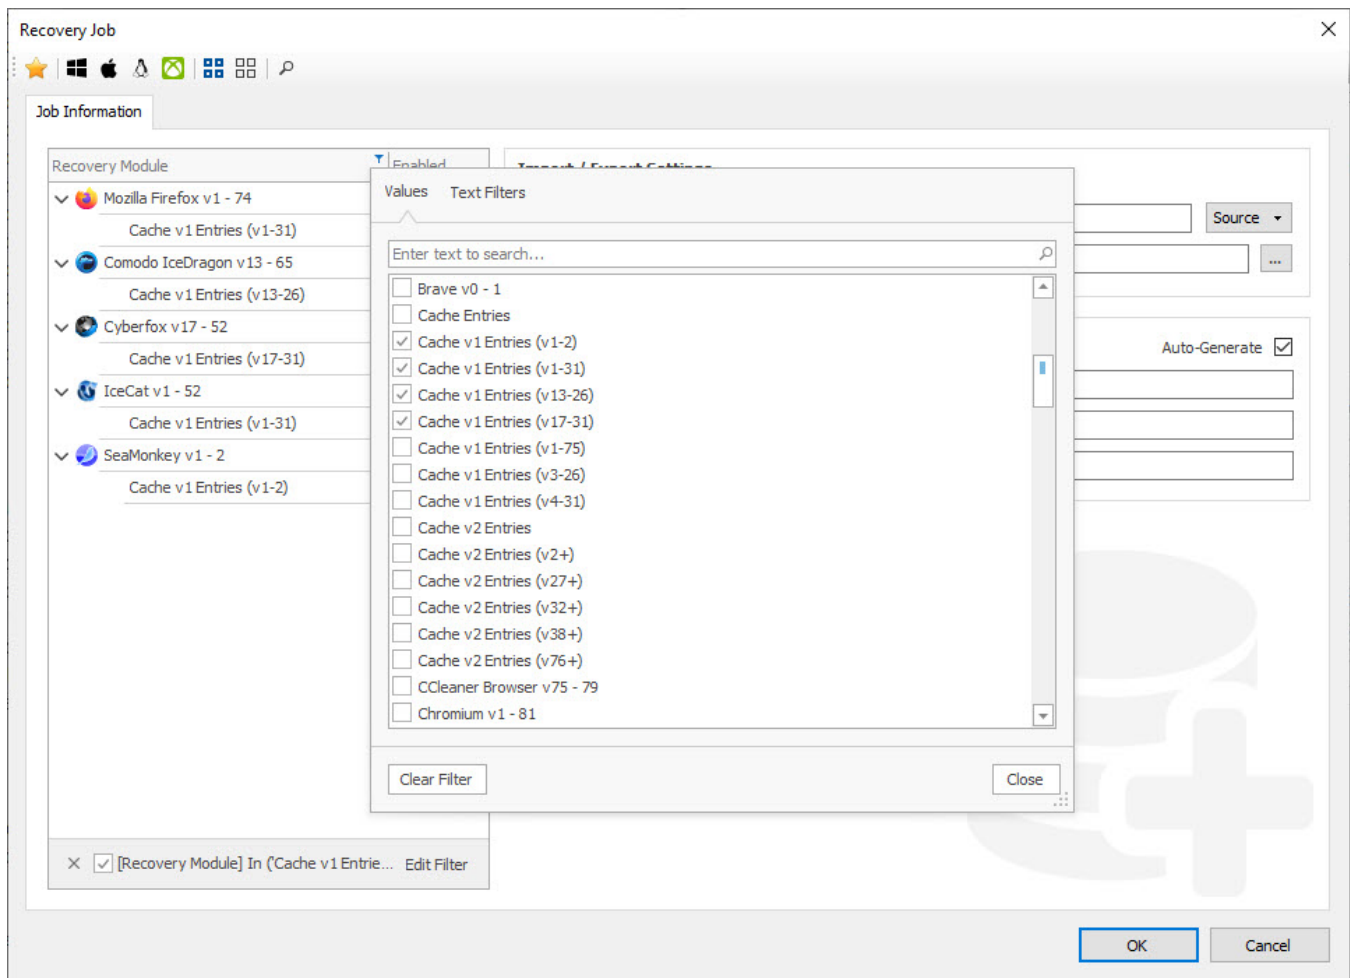 Recovery Job
Job Information
Recovery Module
Enabled
Mozilla Firefox v1 - 74
Cache v1 Entries (v1-31)
Comodo IceDragon v13 - 65
Cache v1 Entries (v13-26)
Cyberfox v17 - 52
Cache v1 Entries (v17-31)
IceCat v1 - 52
Cache v1 Entries (v1-31)
SeaMonkey v1 - 2
Cache v1 Entries (v1-2)
[Recovery Module] In ('Cache v1 Entrie... Edit Filter
Import / Export Settings
Source
...
Auto-Generate
Values Text Filters
Enter text to search...
Brave v0 - 1
Cache Entries
Cache v1 Entries (v1-2)
Cache v1 Entries (v1-31)
Cache v1 Entries (v13-26)
Cache v1 Entries (v17-31)
Cache v1 Entries (v1-75)
Cache v1 Entries (v3-26)
Cache v1 Entries (v4-31)
Cache v2 Entries
Cache v2 Entries (v2+)
Cache v2 Entries (v27+)
Cache v2 Entries (v32+)
Cache v2 Entries (v38+)
Cache v2 Entries (v76+)
CCleaner Browser v75 - 79
Chromium v1 - 81
Clear Filter
Close
OK
Cancel